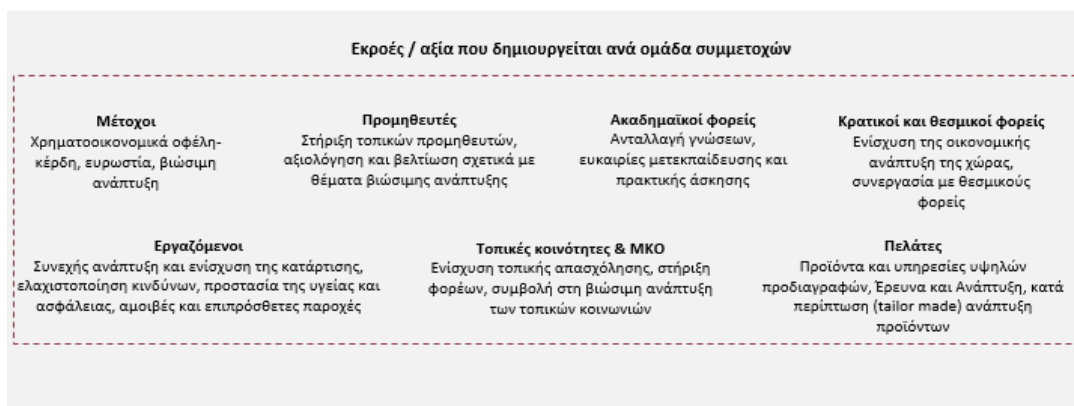 Εκροές / αξία που δημιουργείται ανά ομάδα συμμετοχών
Μέτοχοι
Χρηματοοικονομικά οφέλη-
κέρδη, ευρωστία, βιώσιμη
ανάπτυξη
Προμηθευτές
Στήριξη τοπικών προμηθευτών,
αξιολόγηση και βελτίωση σχετικά με
θέματα βιώσιμης ανάπτυξης
Ακαδημαϊκοί φορείς
Ανταλλαγή γνώσεων,
ευκαιρίες μετεκπαίδευσης και
πρακτικής άσκησης
Κρατικοί και θεσμικοί φορείς
Ενίσχυση της οικονομικής
ανάπτυξη της χώρας,
συνεργασία με θεσμικούς
φορείς
Εργαζόμενοι
Συνεχής ανάπτυξη και ενίσχυση της κατάρτισης,
ελαχιστοποίηση κινδύνων, προστασία της υγείας και
ασφάλειας, αμοιβές και επιπρόσθετες παροχές
Τοπικές κοινότητες & ΜΚΟ
Ενίσχυση τοπικής απασχόλησης, στήριξη
φορέων, συμβολή στη βιώσιμη ανάπτυξη
των τοπικών κοινωνιών
Πελάτες
Προϊόντα και υπηρεσίες υψηλών
προδιαγραφών, Έρευνα και Ανάπτυξη, κατά
περίπτωση (tailor made) ανάπτυξη
προϊόντων